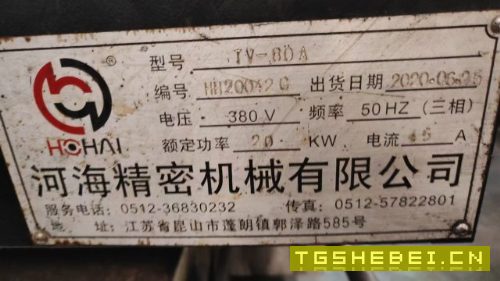 型号 TV-80A
编号 HH20042C 出货日期 2020.06.25
电压 380V 频率 50HZ (三相)
额定功率 20 KW 电流 45 A
HOHAI
河海精密机械有限公司
服务电话: 0512-36830232 传真: 0512-57822801
地 址: 江苏省昆山市蓬朗镇郭泽路585号
TGSHEBEI.CN